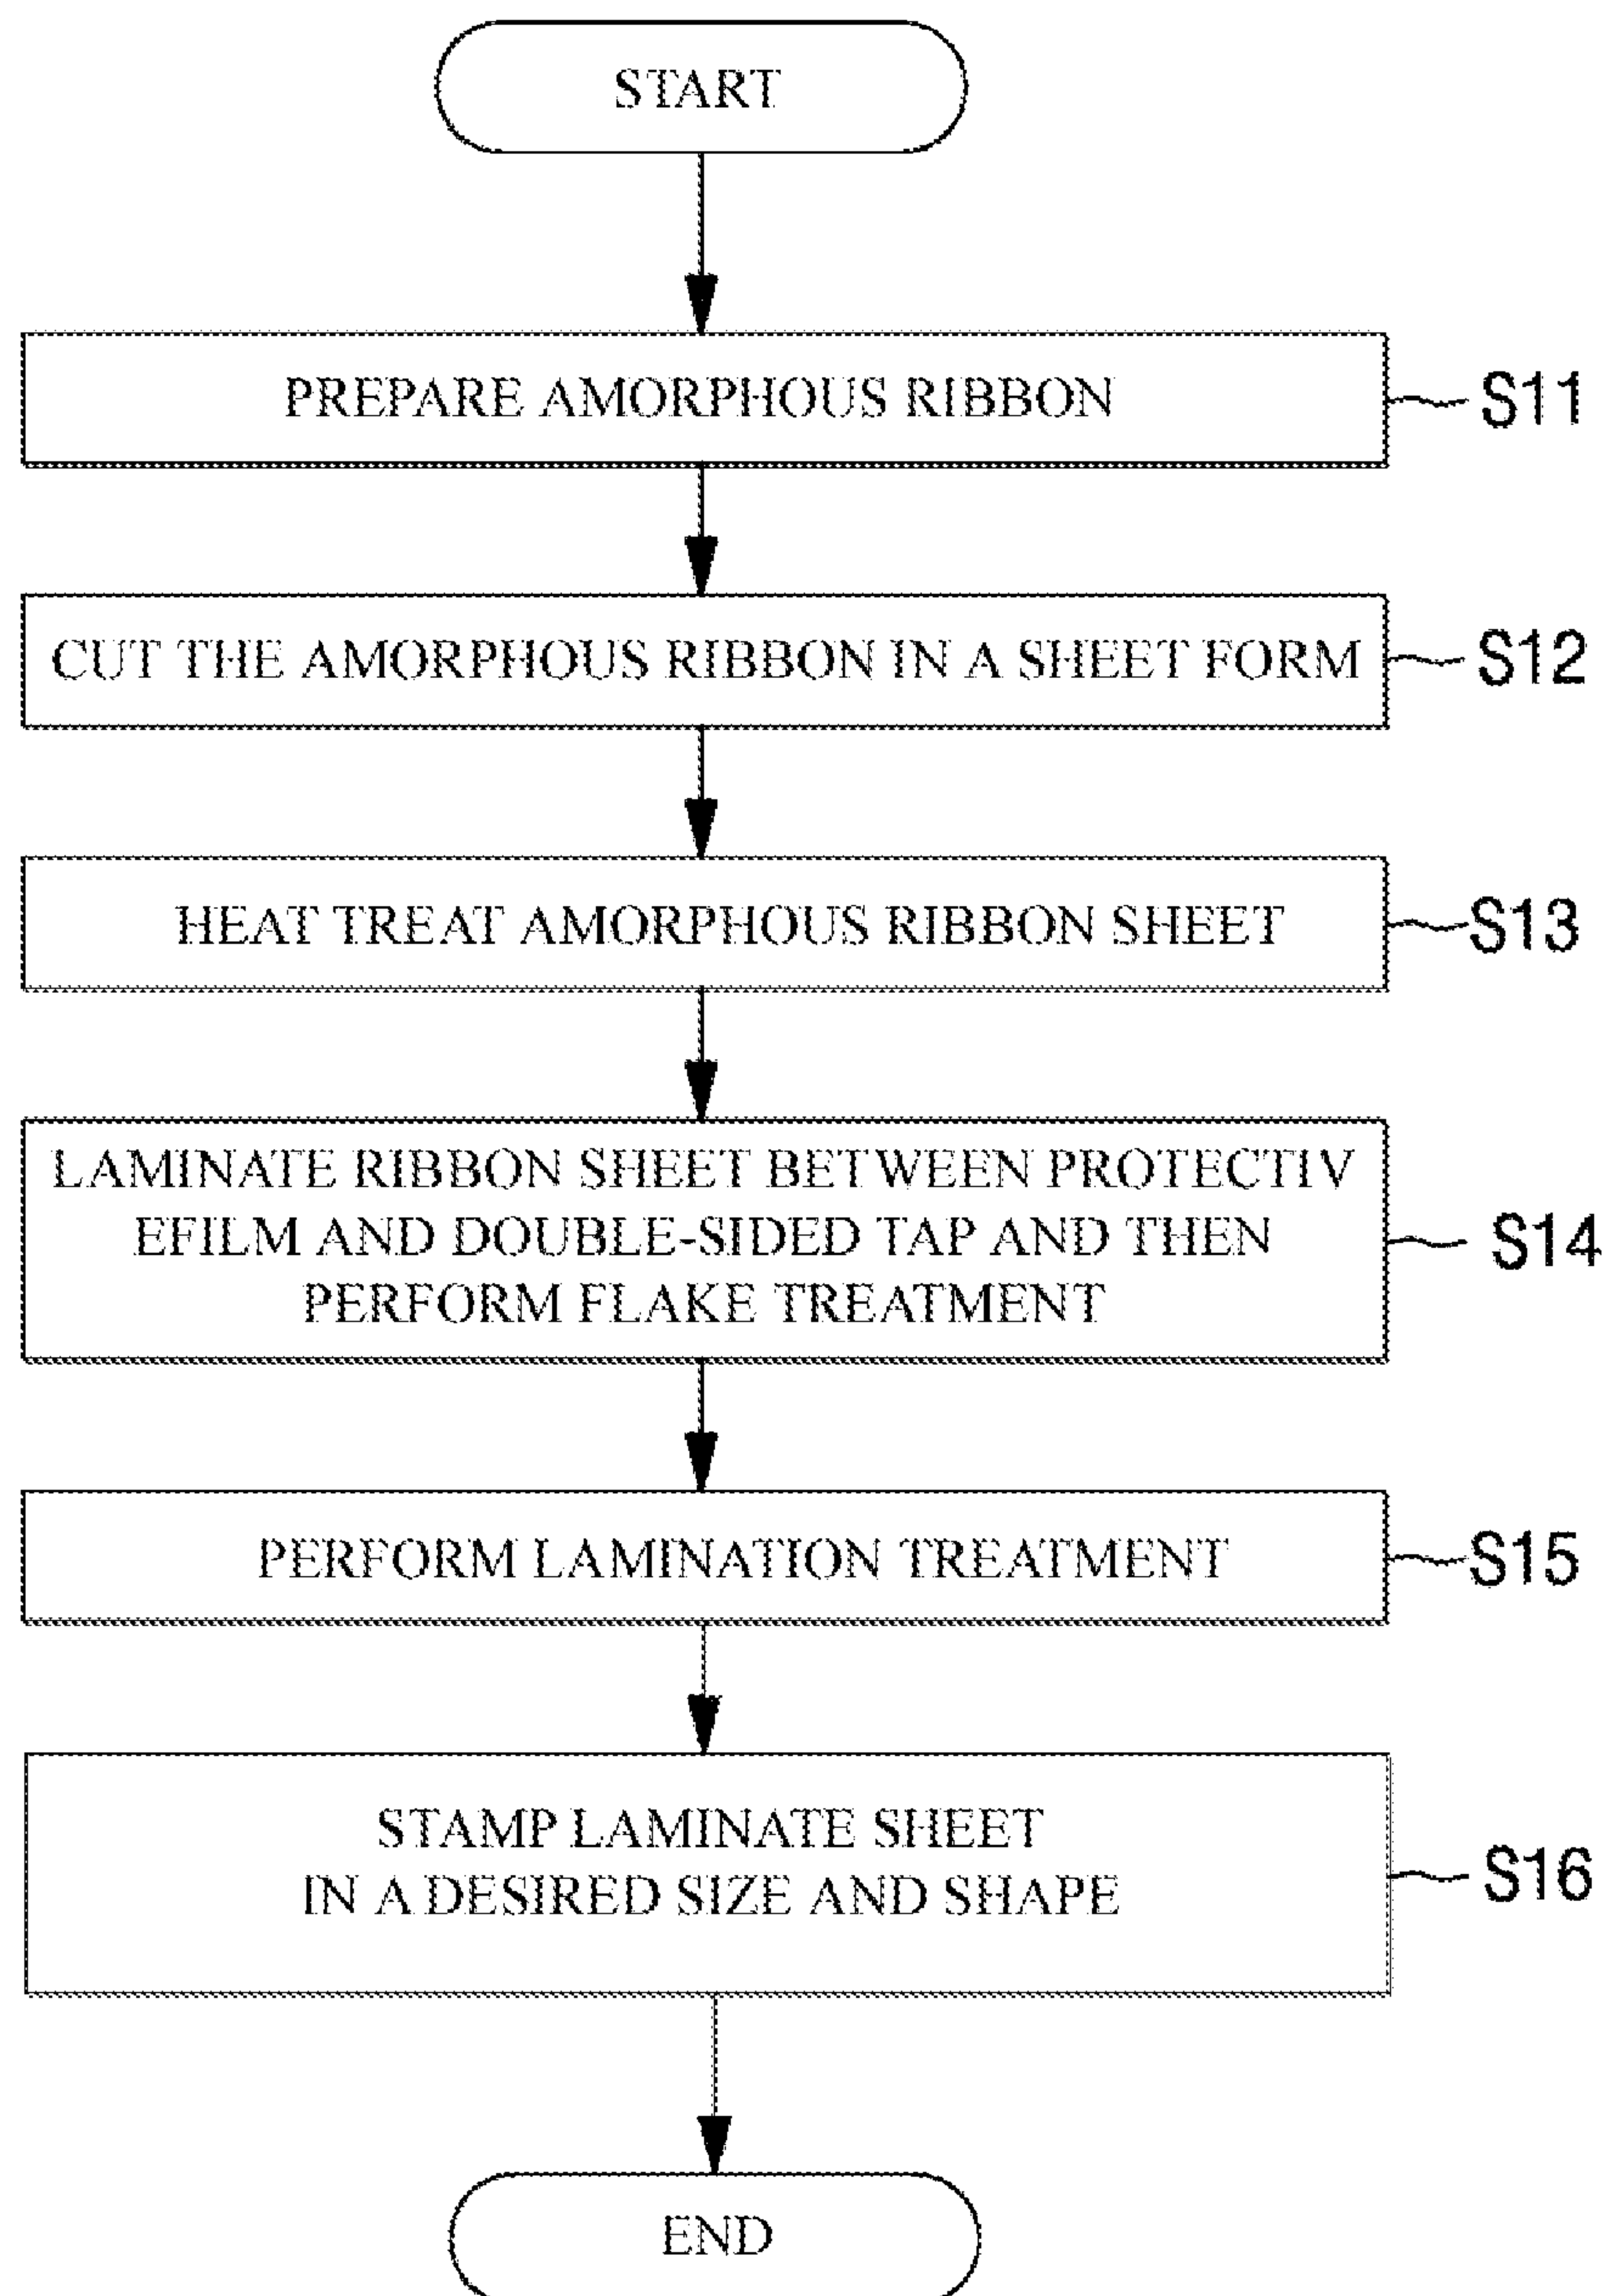 START
PREPARE AMORPHOUS RIBBON
S11
CUT THE AMORPHOUS RIBBON IN A SHEET FORM
S12
HEAT TREAT AMORPHOUS RIBBON SHEET
S13
LAMINATE RIBBON SHEET BETWEEN PROTECTIV
EFILM AND DOUBLE-SIDED TAP AND THEN
PERFORM FLAKE TREATMENT
S14
PERFORM LAMINATION TREATMENT
S15
STAMP LAMINATE SHEET
IN A DESIRED SIZE AND SHAPE
S16
END